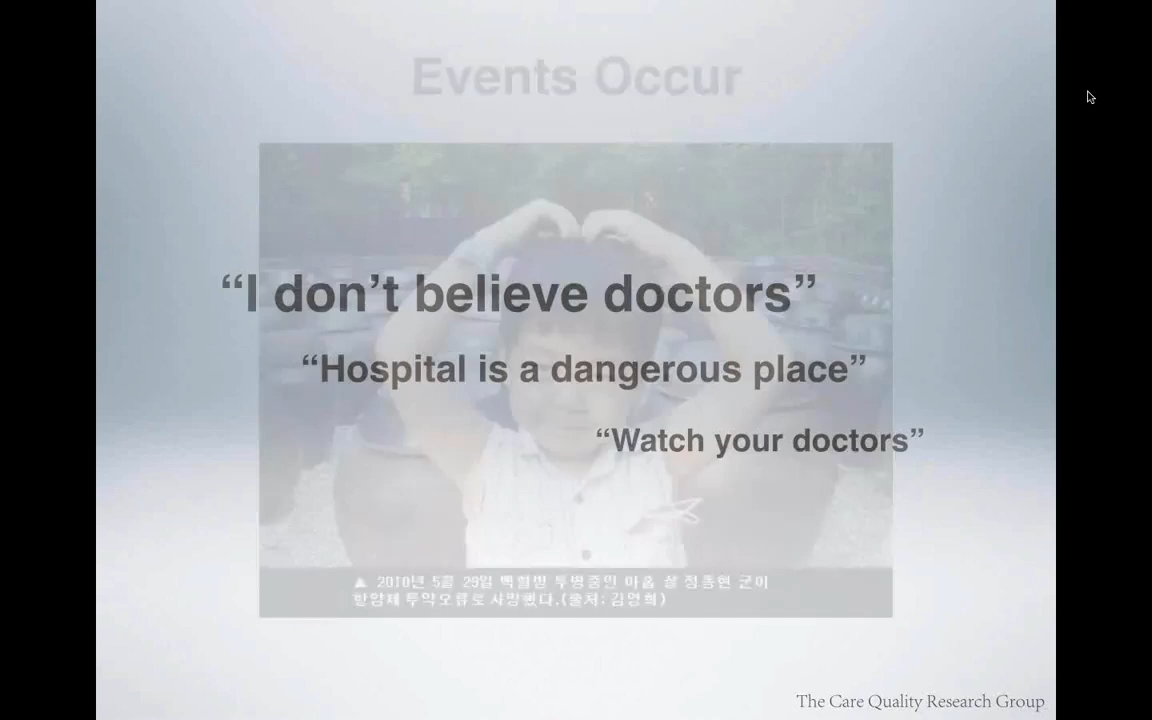 Events Occur
“I don’t believe doctors”
“Hospital is a dangerous place”
“Watch your doctors”
▲ 2010년 5월 29일 백혈병 투병중인 아홉 살 정종현 군이
항암제 투약오류로 사망했다.(출처: 김영희)
The Care Quality Research Group